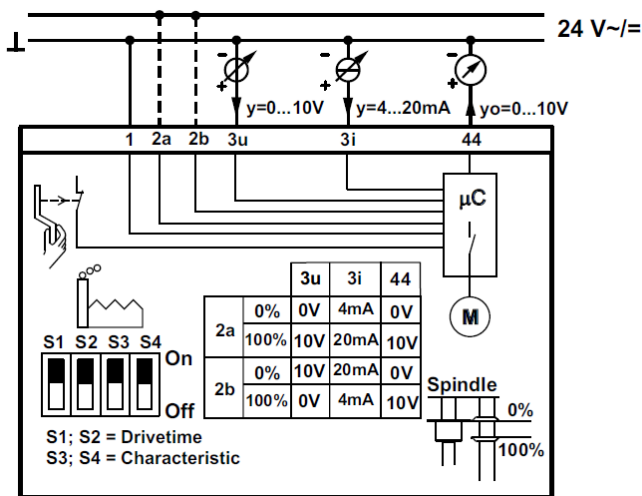 24 V~/=
⊥
- - -
+ + +
y=0...10V y=4...20mA yo=0...10V
1 2a 2b 3u 3i 44
µC
3u 3i 44
2a 0% 0V 4mA 0V
100% 10V 20mA 10V
2b 0% 10V 20mA 0V
100% 0V 4mA 10V
M
S1 S2 S3 S4
On
Off
Spindle
0%
100%
S1; S2 = Drivetime
S3; S4 = Characteristic